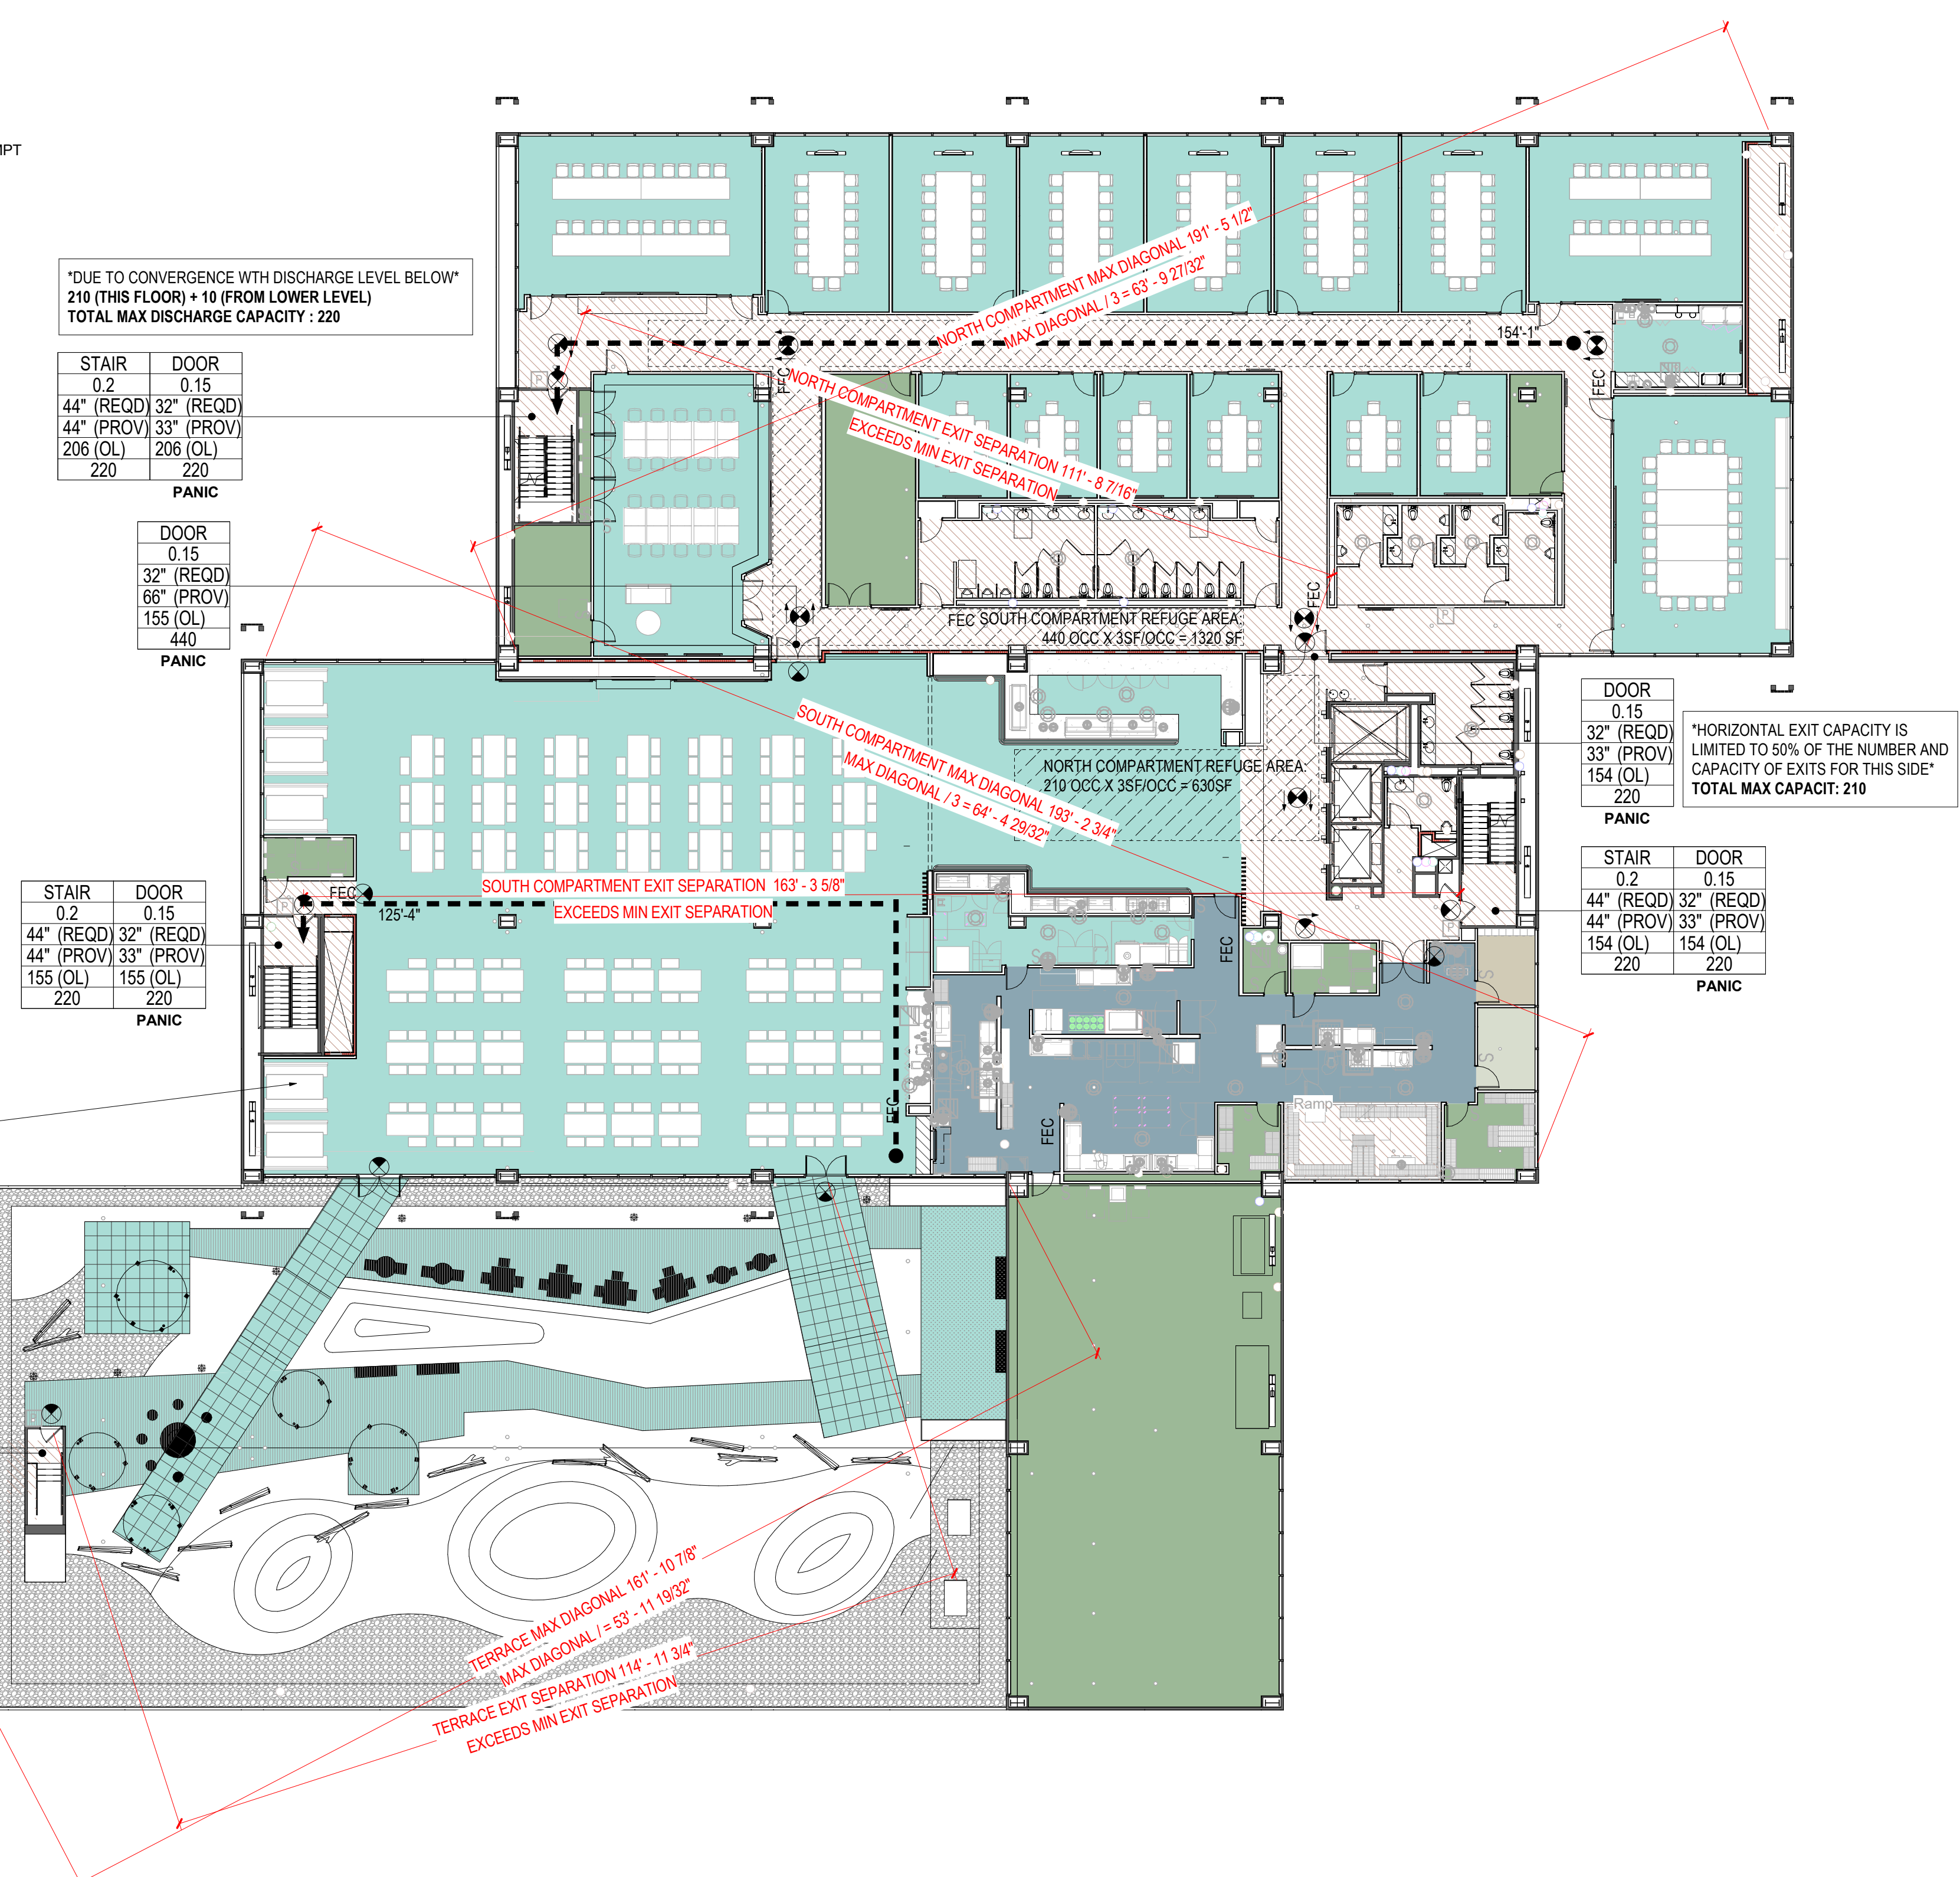 MPT
*DUE TO CONVERGENCE WTH DISCHARGE LEVEL BELOW*
210 (THIS FLOOR) + 10 (FROM LOWER LEVEL)
TOTAL MAX DISCHARGE CAPACITY : 220
STAIR DOOR
0.2 0.15
44" (REQD) 32" (REQD)
44" (PROV) 33" (PROV)
206 (OL) 206 (OL)
220 220
PANIC
DOOR
0.15
32" (REQD)
66" (PROV)
155 (OL)
440
PANIC
STAIR DOOR
0.2 0.15
44" (REQD) 32" (REQD)
44" (PROV) 33" (PROV)
155 (OL) 155 (OL)
220 220
PANIC
NORTH COMPARTMENT MAX DIAGONAL 191' - 5 1/2"
MAX DIAGONAL / 3 = 63' - 9 27/32"
154'-1"
FEC
FEC
NORTH COMPARTMENT EXIT SEPARATION 111' - 8 7/16"
EXCEEDS MIN EXIT SEPARATION
P
FEC
P
FEC SOUTH COMPARTMENT REFUGE AREA:
440 OCC X 3SF/OCC = 1320 SF
SOUTH COMPARTMENT MAX DIAGONAL 193' - 2 3/4"
MAX DIAGONAL / 3 = 64' - 4 29/32"
NORTH COMPARTMENT REFUGE AREA:
210 OCC X 3SF/OCC = 630SF
DOOR
0.15
32" (REQD)
33" (PROV)
154 (OL)
220
PANIC
*HORIZONTAL EXIT CAPACITY IS
LIMITED TO 50% OF THE NUMBER AND
CAPACITY OF EXITS FOR THIS SIDE*
TOTAL MAX CAPACIT: 210
STAIR DOOR
0.2 0.15
44" (REQD) 32" (REQD)
44" (PROV) 33" (PROV)
154 (OL) 154 (OL)
220 220
PANIC
SOUTH COMPARTMENT EXIT SEPARATION 163' - 3 5/8"
EXCEEDS MIN EXIT SEPARATION
FEC
P
125'-4"
P
FEC
S
S
S
FEC
FEC
Ramp
TERRACE MAX DIAGONAL 161' - 10 7/8"
MAX DIAGONAL / = 53' - 11 19/32"
TERRACE EXIT SEPARATION 114' - 11 3/4"
EXCEEDS MIN EXIT SEPARATION